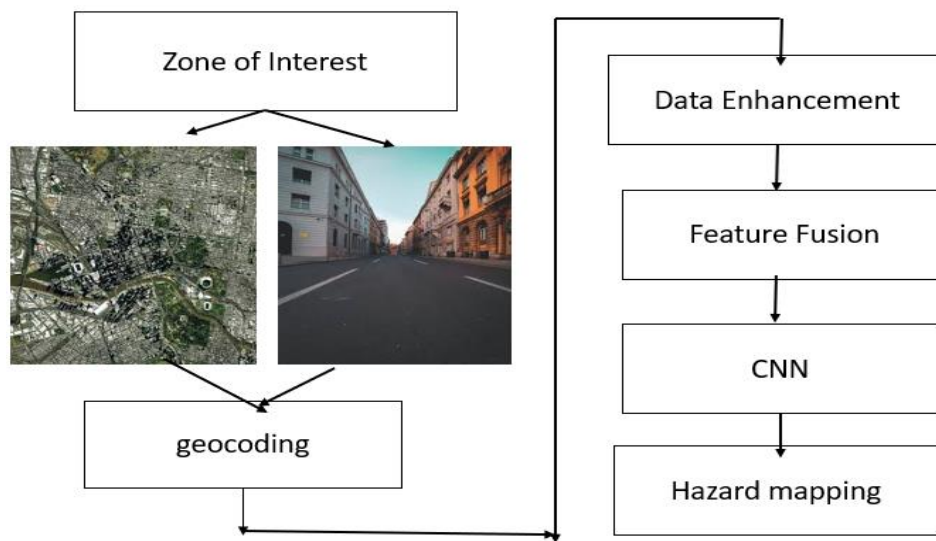 Zone of Interest
geocoding
Data Enhancement
Feature Fusion
CNN
Hazard mapping